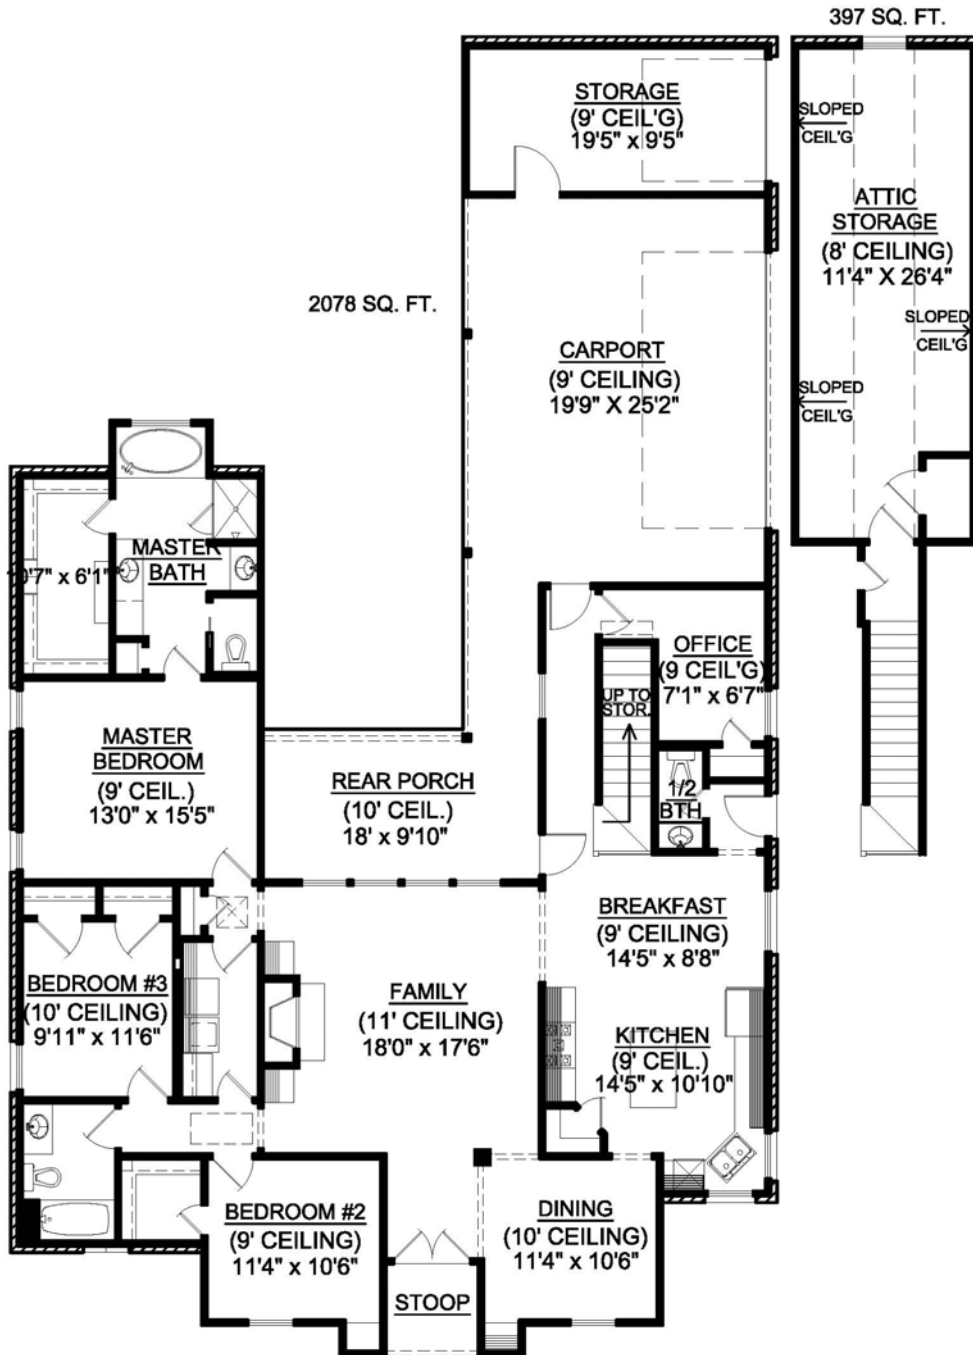 397 SQ. FT.
STORAGE
(9' CEIL'G)
19'5" x 9'5"
SLOPED
CEIL'G
ATTIC
STORAGE
(8' CEILING)
11'4" X 26'4"
SLOPED
CEIL'G
SLOPED
CEIL'G
2078 SQ. FT.
CARPORT
(9' CEILING)
19'9" X 25'2"
MASTER
BATH
x 6'1"
OFFICE
(9 CEIL'G)
7'1" x 6'7"
UP TO
STOR.
MASTER
BEDROOM
(9' CEIL.)
13'0" x 15'5"
REAR PORCH
(10' CEIL.)
18' x 9'10"
1/2
BTH
BREAKFAST
(9' CEILING)
14'5" x 8'8"
BEDROOM #3
(10' CEILING)
9'11" x 11'6"
FAMILY
(11' CEILING)
18'0" x 17'6"
KITCHEN
(9' CEIL.)
14'5" x 10'10"
BEDROOM #2
(9' CEILING)
11'4" x 10'6"
DINING
(10' CEILING)
11'4" x 10'6"
STOOP